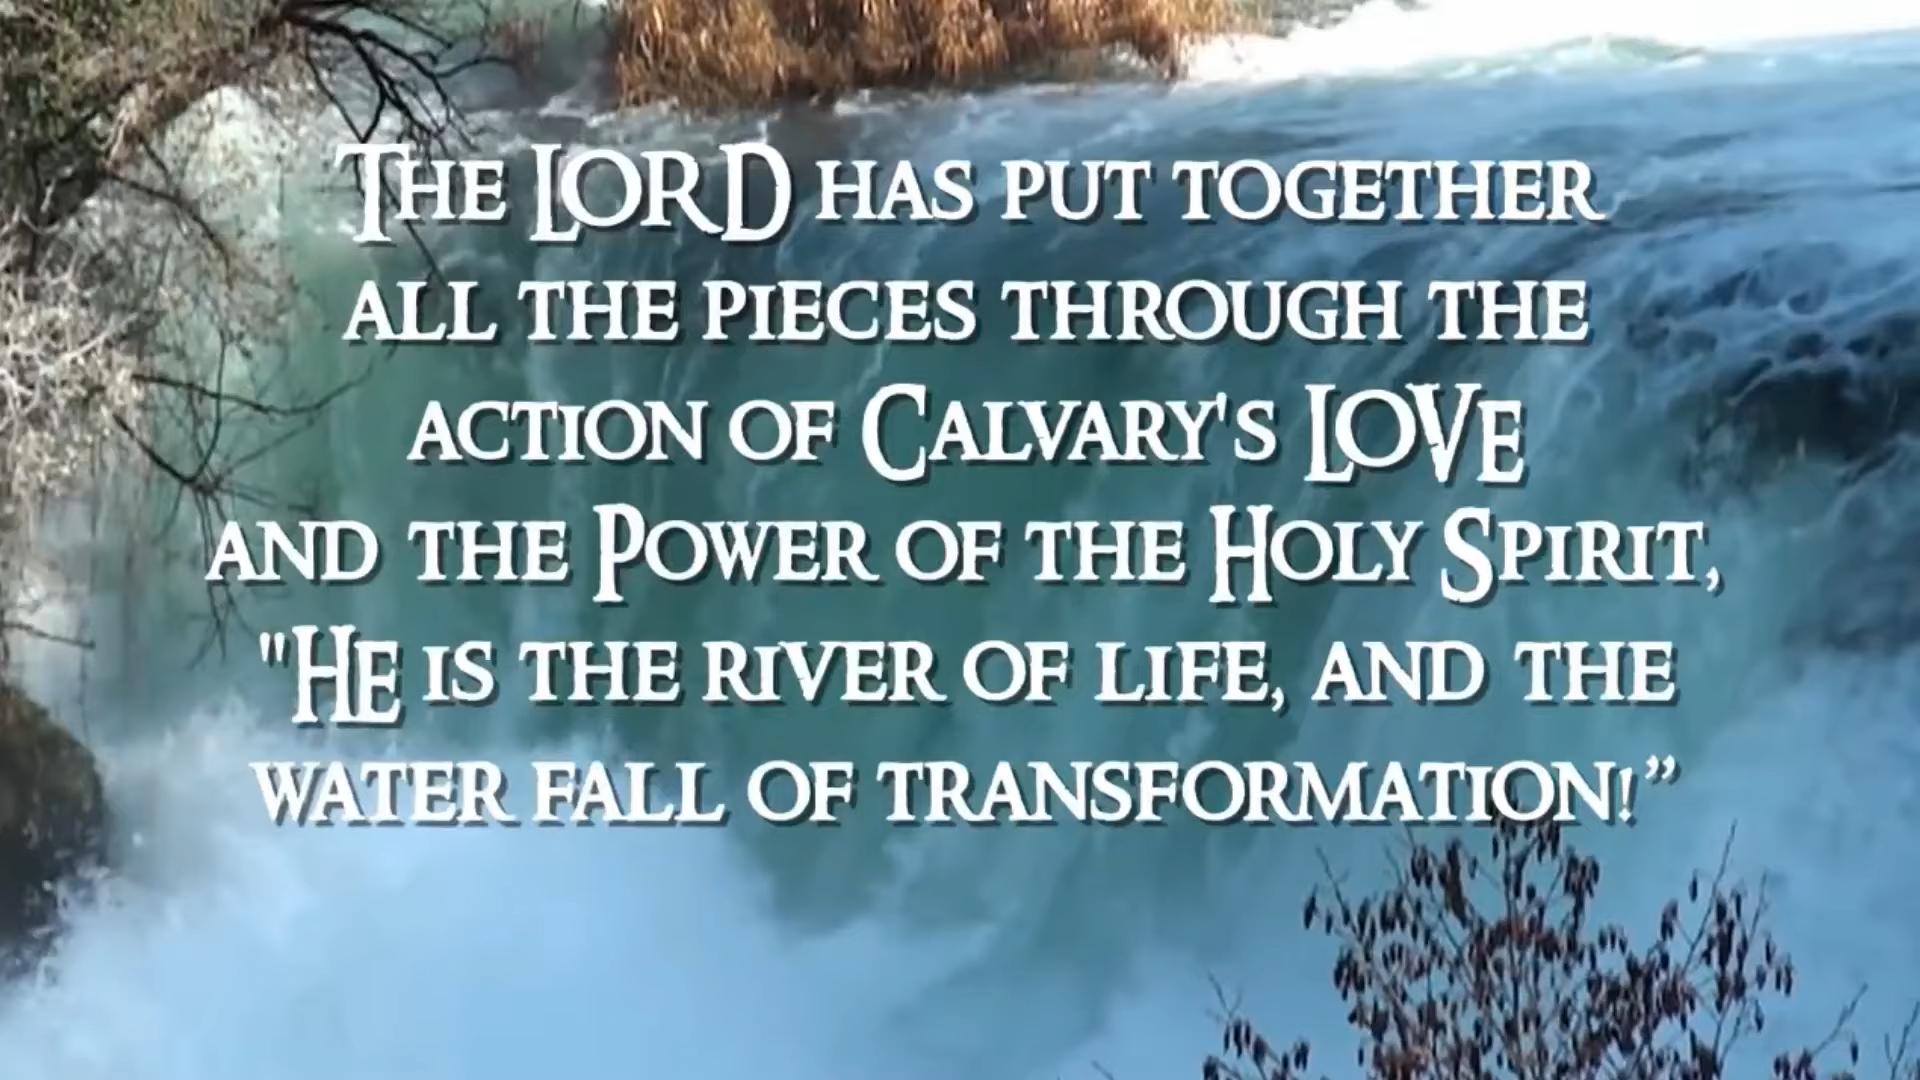 The LORD has put together
all the pieces through the
action of Calvary's LOVE
and the Power of the Holy Spirit,
"HE is the river of life, and the
water fall of transformation!”